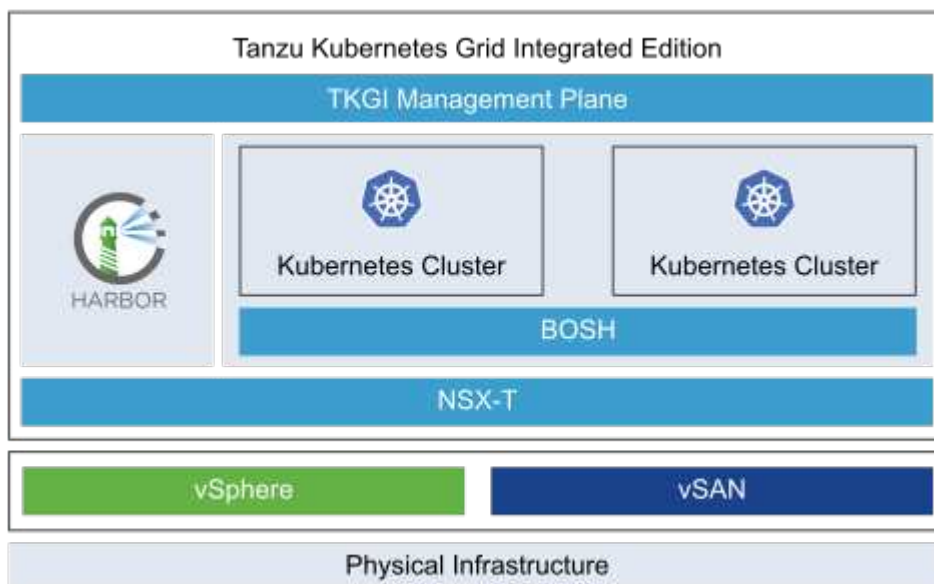 Tanzu Kubernetes Grid Integrated Edition
TKGI Management Plane
HARBOR
Kubernetes Cluster
Kubernetes Cluster
BOSH
NSX-T
vSphere
vSAN
Physical Infrastructure